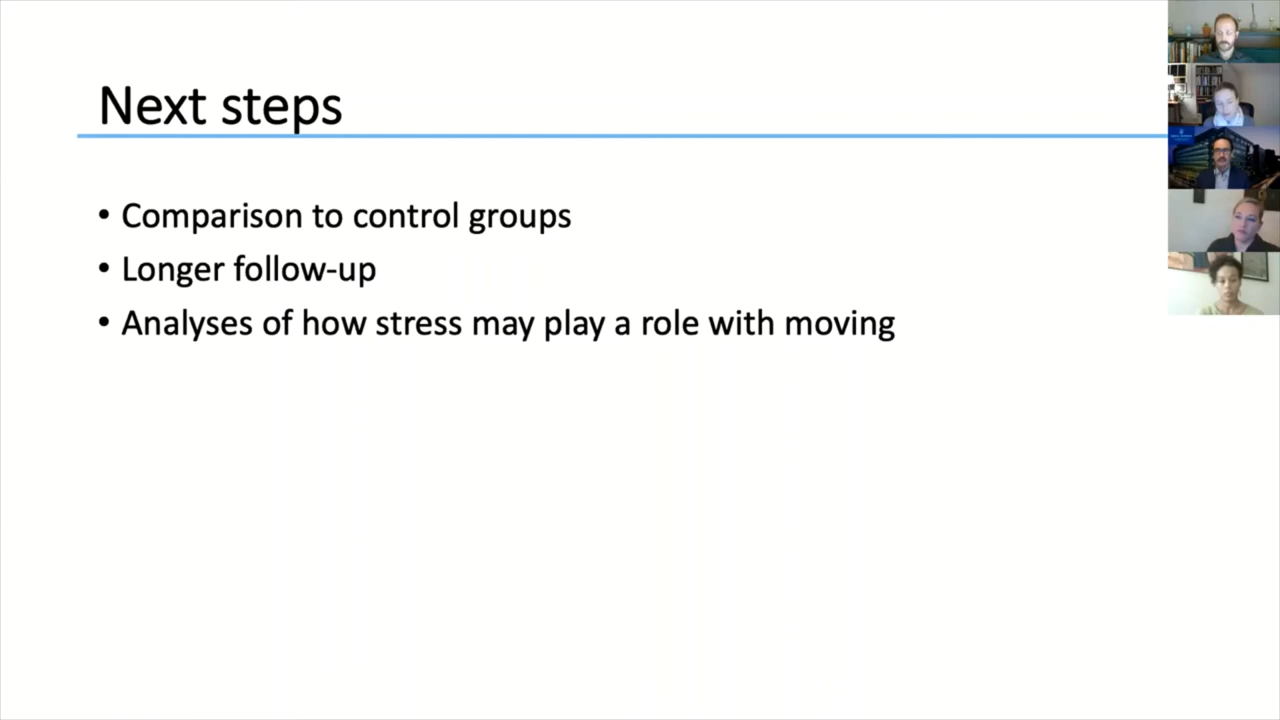 Next steps
• Comparison to control groups
• Longer follow-up
• Analyses of how stress may play a role with moving